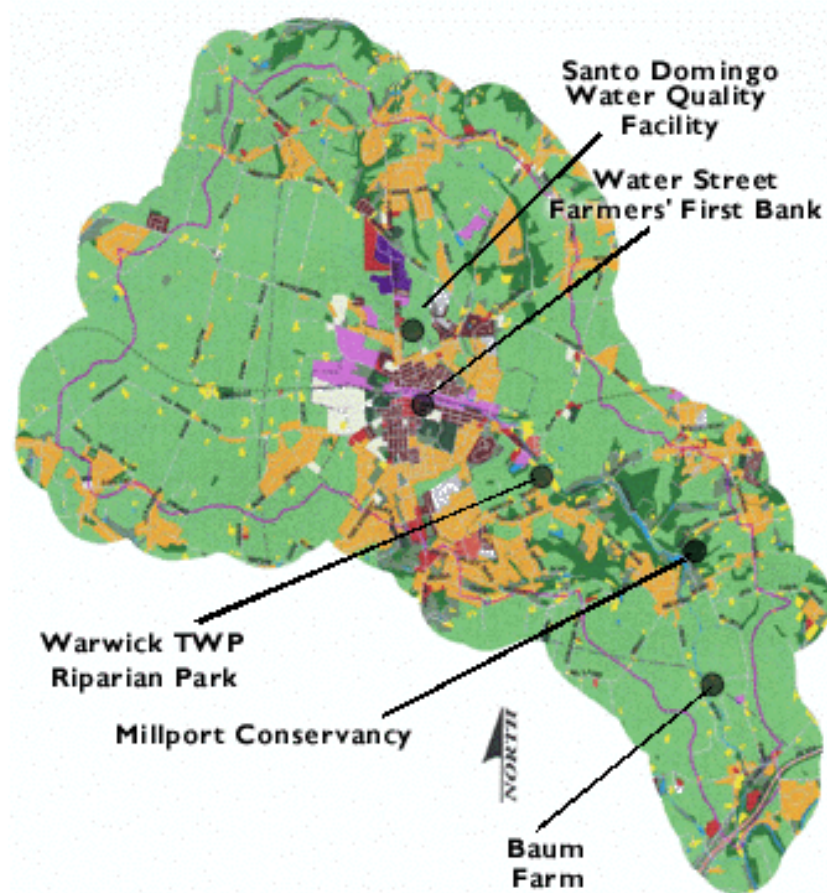 Santo Domingo
Water Quality
Facility
Water Street
Farmers' First Bank
Warwick TWP
Riparian Park
Millport Conservancy
NORTH
Baum
Farm